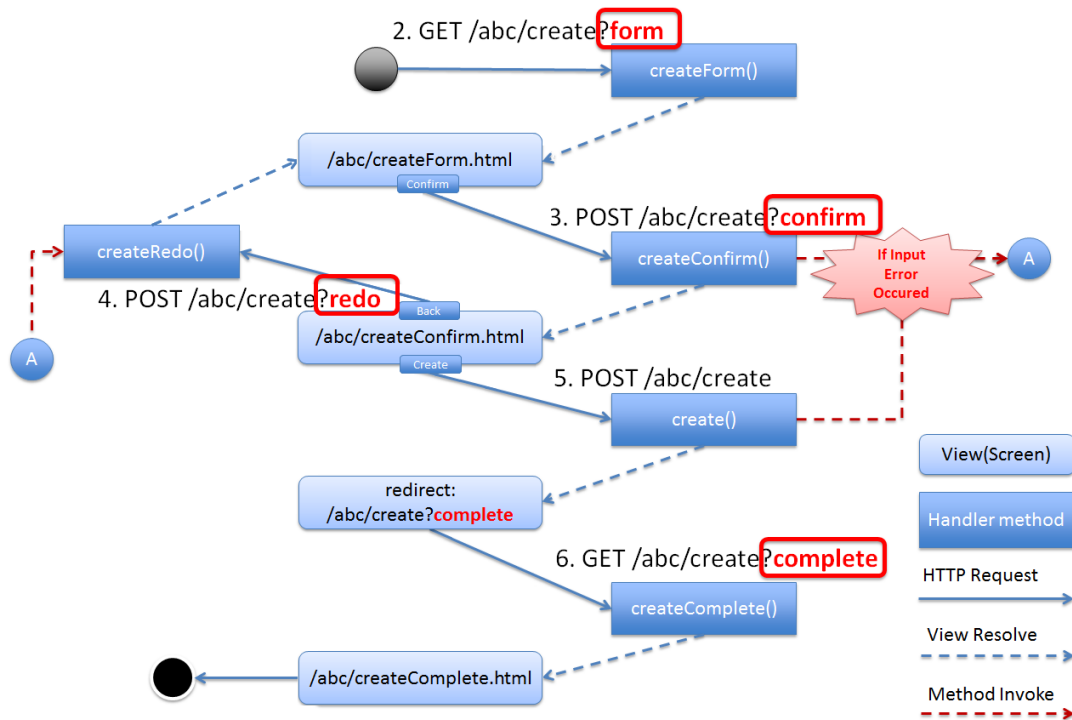 2. GET /abc/create?form
createForm()
/abc/createForm.html
Confirm
3. POST /abc/create?confirm
createRedo()
createConfirm()
If Input
Error
Occured
A
4. POST /abc/create?redo
Back
/abc/createConfirm.html
A
Create
5. POST /abc/create
create()
View(Screen)
redirect:
/abc/create?complete
Handler method
6. GET /abc/create?complete
HTTP Request
createComplete()
View Resolve
/abc/createComplete.html
Method Invoke